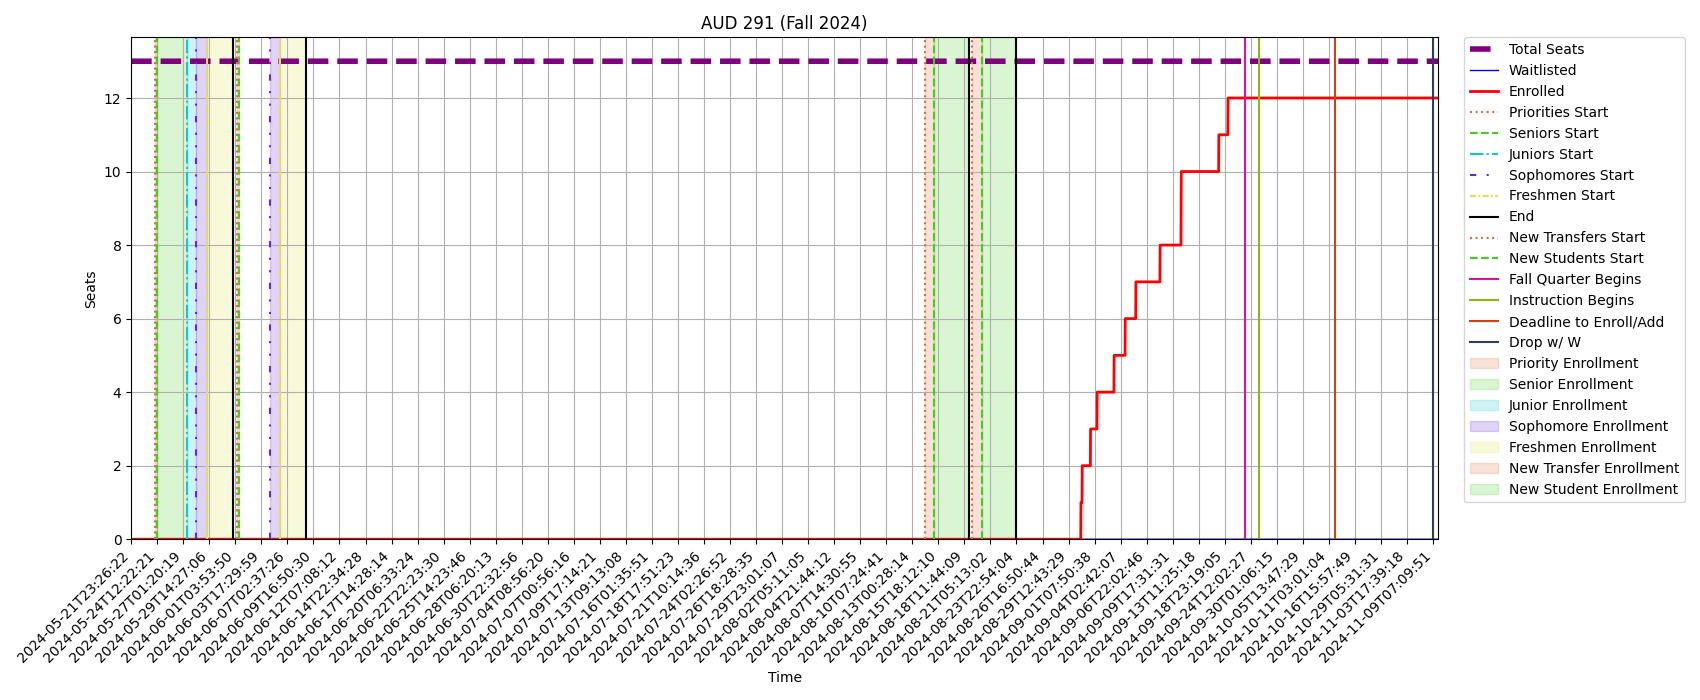 AUD 291 (Fall 2024)
Seats
12
10
8
6
4
2
0
2024-05-21T23:26:22
2024-05-24T12:22:21
2024-05-27T01:20:19
2024-05-29T14:27:06
2024-06-01T03:53:50
2024-06-03T17:29:59
2024-06-07T02:37:26
2024-06-09T16:50:30
2024-06-12T07:08:12
2024-06-14T22:34:28
2024-06-17T14:28:14
2024-06-20T06:33:24
2024-06-22T23:23:30
2024-06-25T14:23:46
2024-06-28T06:20:13
2024-06-30T22:32:56
2024-07-04T08:56:20
2024-07-07T00:56:16
2024-07-09T17:14:21
2024-07-13T09:13:08
2024-07-16T01:35:51
2024-07-18T17:51:23
2024-07-21T10:14:36
2024-07-24T02:26:52
2024-07-26T18:28:35
2024-07-29T23:01:07
2024-08-02T05:11:05
2024-08-04T21:44:12
2024-08-07T14:30:55
2024-08-10T07:24:41
2024-08-13T00:28:14
2024-08-15T18:12:10
2024-08-18T11:44:09
2024-08-21T05:13:02
2024-08-23T22:54:04
2024-08-26T16:50:44
2024-08-29T12:43:29
2024-09-01T07:50:38
2024-09-04T02:42:07
2024-09-06T22:02:46
2024-09-09T17:31:31
2024-09-13T11:25:18
2024-09-18T23:19:05
2024-09-24T12:02:27
2024-09-30T01:06:15
2024-10-05T13:47:29
2024-10-11T03:01:04
2024-10-16T15:57:49
2024-10-29T05:31:31
2024-11-03T17:39:18
2024-11-09T07:09:51
Time
Total Seats
Waitlisted
Enrolled
Priorities Start
Seniors Start
Juniors Start
Sophomores Start
Freshmen Start
End
New Transfers Start
New Students Start
Fall Quarter Begins
Instruction Begins
Deadline to Enroll/Add
Drop w/ W
Priority Enrollment
Senior Enrollment
Junior Enrollment
Sophomore Enrollment
Freshmen Enrollment
New Transfer Enrollment
New Student Enrollment